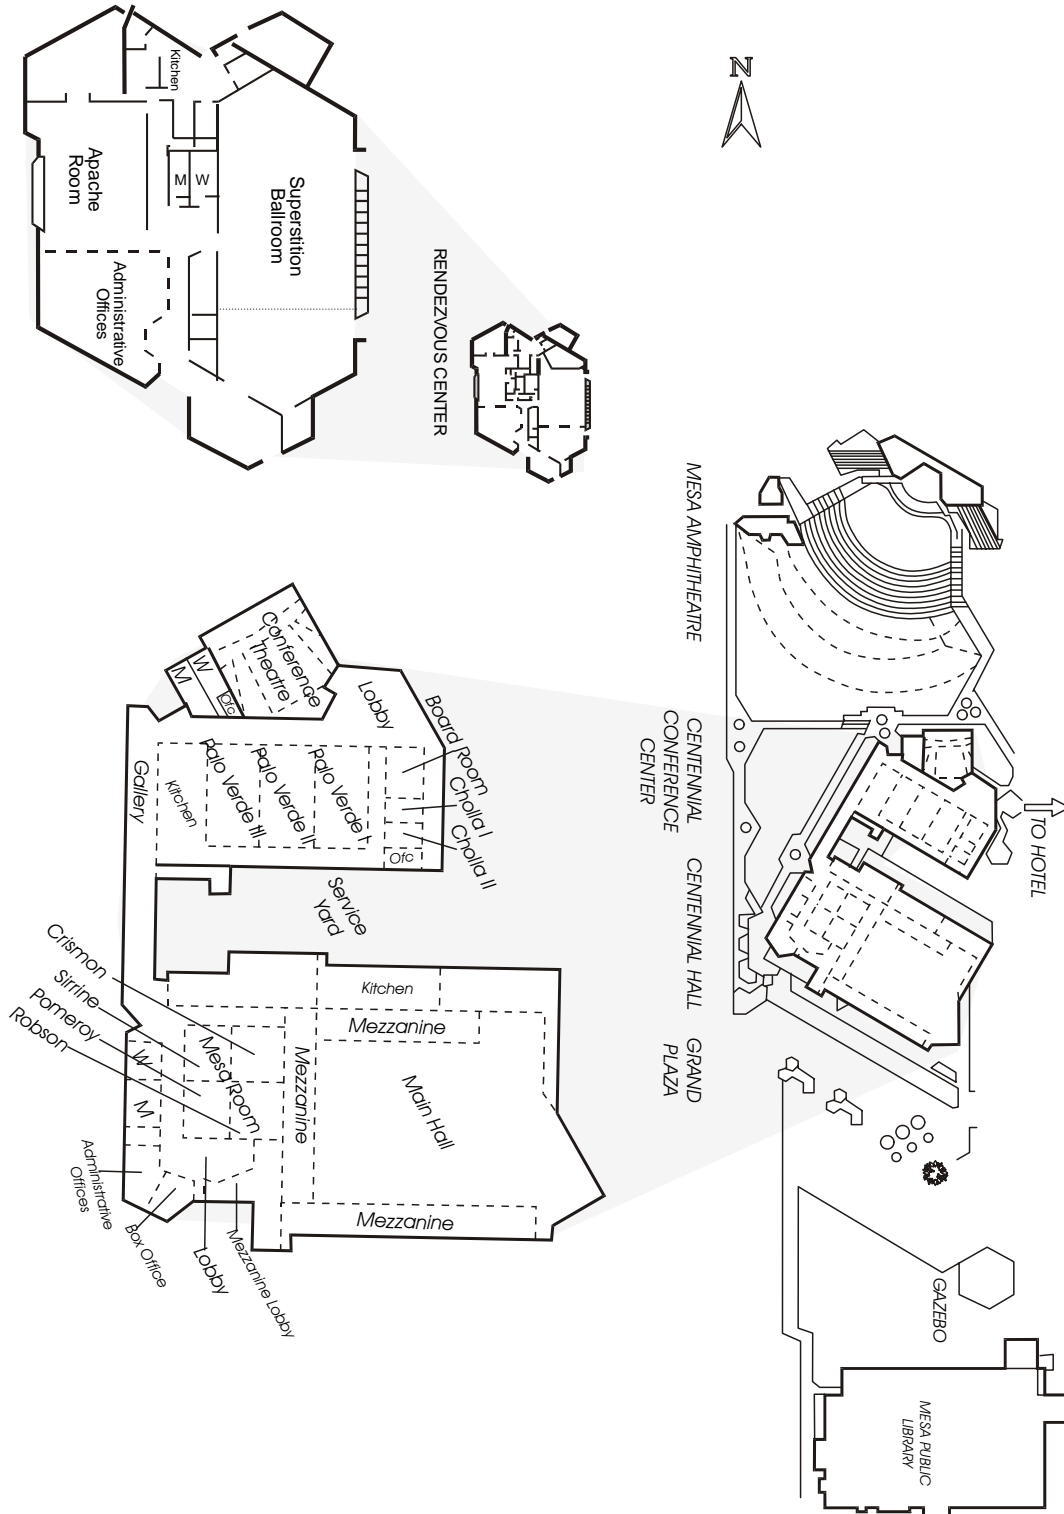 N
Kitchen
Apache
Room
M
W
Superstition
Ballroom
Administrative
Offices
RENDEZVOUS CENTER
MESA AMPHITHEATRE
CENTENNIAL
CONFERENCE
CENTER
CENTENNIAL HALL
GRAND
PLAZA
TO HOTEL
GAZEBO
MESA PUBLIC
LIBRARY
Conference
Theatre
W
M
Ofc
Lobby
Board Room
Cholla I
Cholla II
Palo Verde III
Palo Verde II
Palo Verde I
Kitchen
Gallery
Ofc
Service
Yard
Crismon
Sirrine
Pomeroy
Robson
Kitchen
Mezzanine
Mezzanine
Mesa Room
Main Hall
W
M
Mezzanine
Administrative
Offices
Box Office
Lobby
Mezzanine Lobby